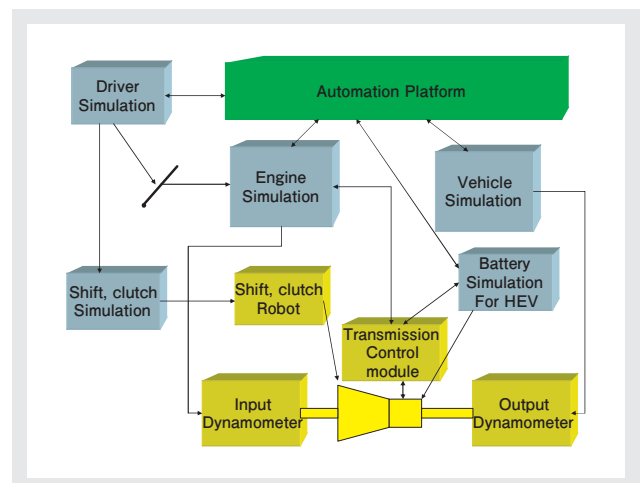 Driver
Simulation
Automation Platform
Engine
Simulation
Vehicle
Simulation
Shift, clutch
Simulation
Shift, clutch
Robot
Battery
Simulation
For HEV
Transmission
Control
module
Input
Dynamometer
Output
Dynamometer